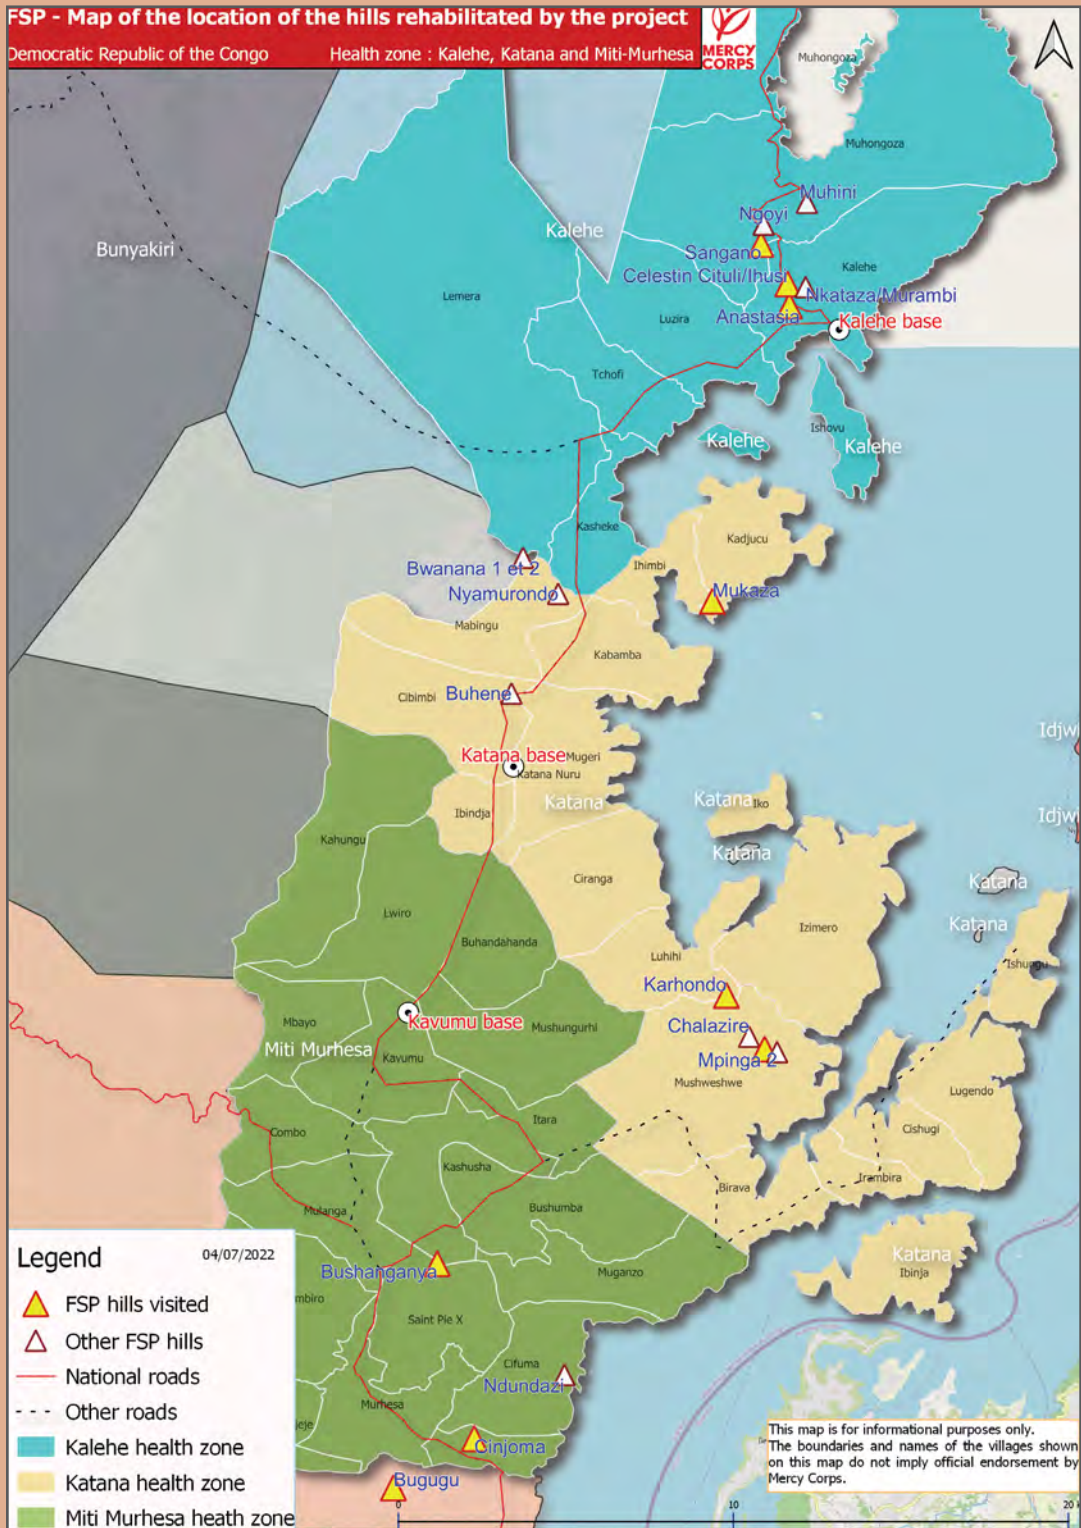 FSP - Map of the location of the hills rehabilitated by the project
Democratic Republic of the Congo
Health zone : Kalehe, Katana and Miti-Murhesa
MERCY
CORPS
Muhongoza
Muhongoza
Muhini
Ngoyi
Bunyakiri
Kalehe
Sangano
Kalehe
Celestin Cituli/Ihusi
Lemera
Nkataza/Murambi
Luzira
Anastasia
Kalehe base
Tchofi
Ishovu
Kalehe
Kalehe
Kasheke
Kadjucu
Bwanana 1 et 2
Ihimbi
Nyamurondo
Mukaza
Mabingu
Kabamba
Buhene
Cibimbi
Idjwi
Katana base
Mugeri
Katana Nuru
Katana
Katana
Iko
Ibindja
Idjwi
Kahungu
Katana
Ciranga
Katana
Lwiro
Katana
Izimero
Buhandahanda
Luhihi
Ishungu
Karhondo
Kavumu base
Mbayo
Mushungurhi
Chalazire
Miti Murhesa
Kavumu
Mpinga 2
Mushweshwe
Lugendo
Itara
Combo
Cishugi
Kashusha
Irambira
Birava
Mulanga
Bushumba
Katana
Ibinja
Bushanganya
Muganzo
mbiro
Saint Pie X
Cifuma
Ndundazi
Murhesa
jeje
Cinjoma
Bugugu
Legend
04/07/2022
FSP hills visited
Other FSP hills
National roads
Other roads
Kalehe health zone
Katana health zone
Miti Murhesa heath zone
This map is for informational purposes only.
The boundaries and names of the villages shown
on this map do not imply official endorsement by
Mercy Corps.
0
10
20